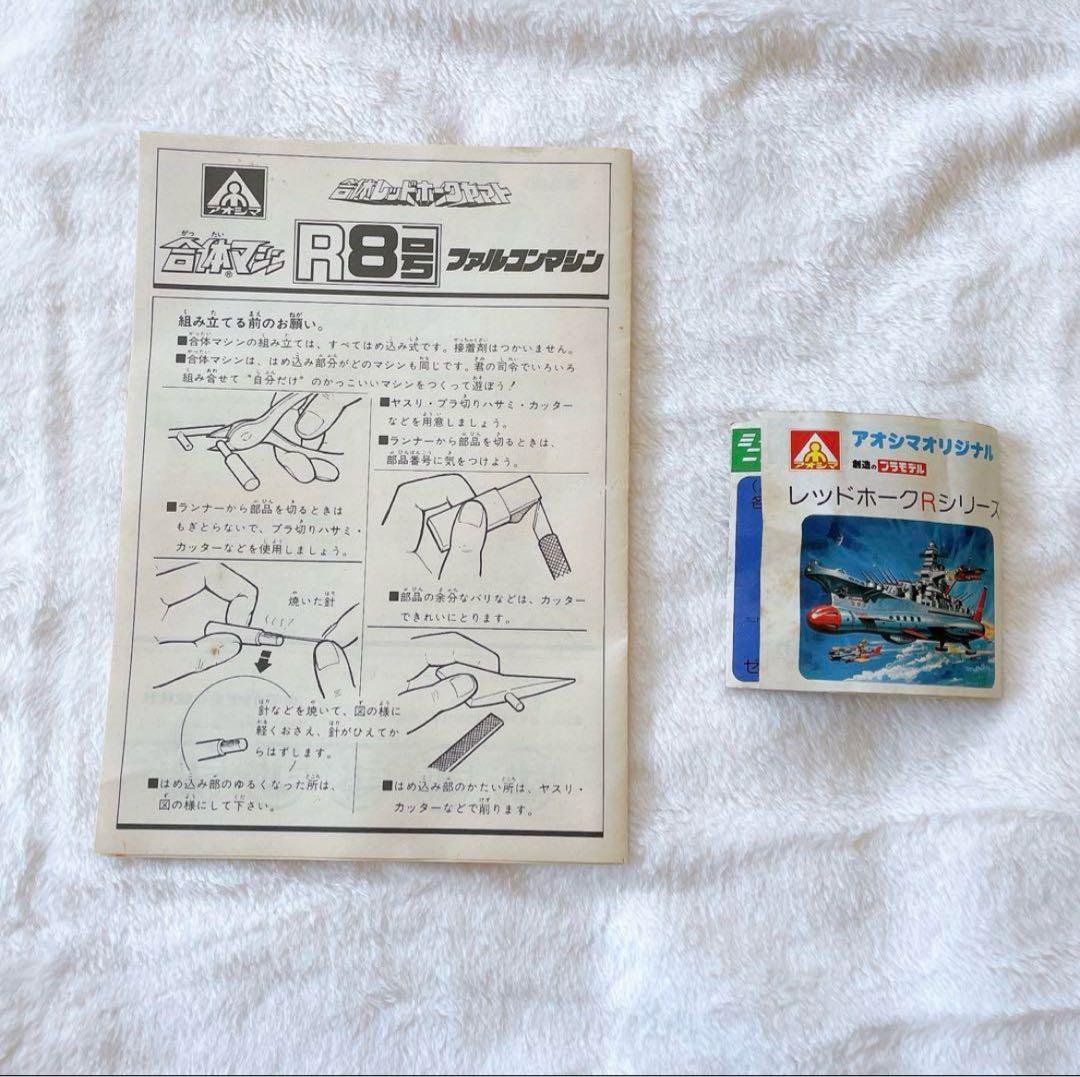 アオシマ
合体レッドホークヤマト
合体マシン® R8号 ファルコンマシン
組み立てる前のお願い。
■合体マシンの組み立ては、すべてはめ込み式です。接着剤はつかいません。
■合体マシンは、はめ込み部分がどのマシンも同じです。君の司令でいろいろ
組み合せて“自分だけ”のかっこいいマシンをつくって遊ぼう！
■ヤスリ・プラ切りハサミ・カッター
などを用意しましょう。
■ランナーから部品を切るときは、
部品番号に気をつけよう。
■ランナーから部品を切るときは
もぎとらないで、プラ切りハサミ・
カッターなどを使用しましょう。
■部品の余分なバリなどは、カッター
できれいにとります。
焼いた針
針などを焼いて、図の様に
軽くおさえ、針がひえてか
らはずします。
■はめ込み部のゆるくなった所は、
図の様にして下さい。
■はめ込み部のかたい所は、ヤスリ・
カッターなどで削ります。
アオシマ
アオシマオリジナル
創造のプラモデル
レッドホークRシリーズ
ミニ
ゼ